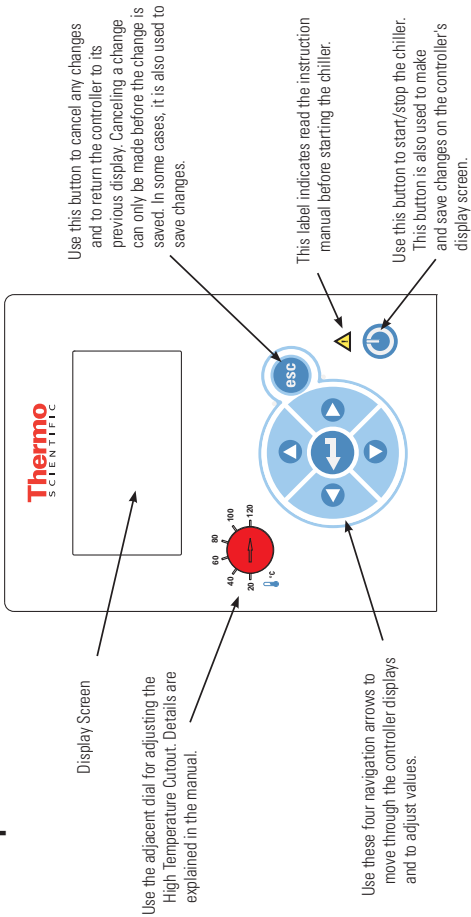 Thermo
SCIENTIFIC
Display Screen
Use the adjacent dial for adjusting the
High Temperature Cutout. Details are
explained in the manual.
20
40
60
80
100
120
°C
esc
Use these four navigation arrows to
move through the controller displays
and to adjust values.
Use this button to cancel any changes
and to return the controller to its
previous display. Canceling a change
can only be made before the change is
saved. In some cases, it is also used to
save changes.
This label indicates read the instruction
manual before starting the chiller.
Use this button to start/stop the chiller.
This button is also used to make
and save changes on the controller's
display screen.